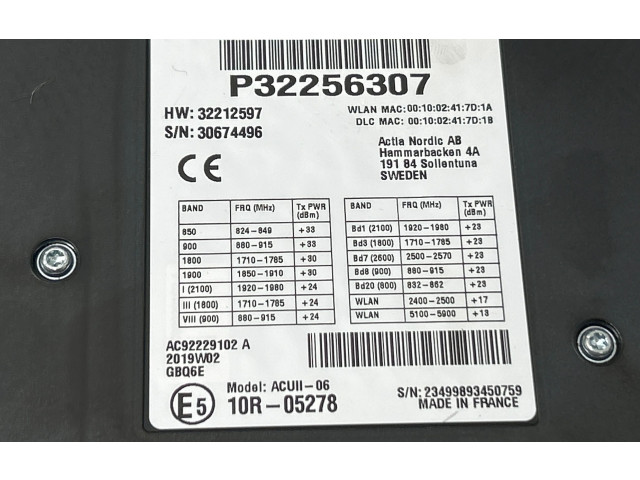 P32256307
HW: 32212597
S/N: 30674496
WLAN MAC: 00:10:02:41:7D:1A
DLC MAC: 00:10:02:41:7D:1B
CE
Actia Nordic AB
Hammarbacken 4A
191 84 Sollentuna
SWEDEN
BAND FRQ (MHz) Tx PWR (dBm)
850 824-849 +33
900 880-915 +33
1800 1710-1785 +30
1900 1850-1910 +30
I (2100) 1920-1980 +24
III (1800) 1710-1785 +24
VIII (900) 880-915 +24
BAND FRQ (MHz) Tx PWR (dBm)
Bd1 (2100) 1920-1980 +23
Bd3 (1800) 1710-1785 +23
Bd7 (2600) 2500-2570 +23
Bd8 (900) 880-915 +23
Bd20 (800) 832-862 +23
WLAN 2400-2500 +17
WLAN 5100-5900 +13
AC92229102 A
2019W02
GBQ6E
E5
Model: ACUII-06
10R-05278
S/N: 23499893450759
MADE IN FRANCE